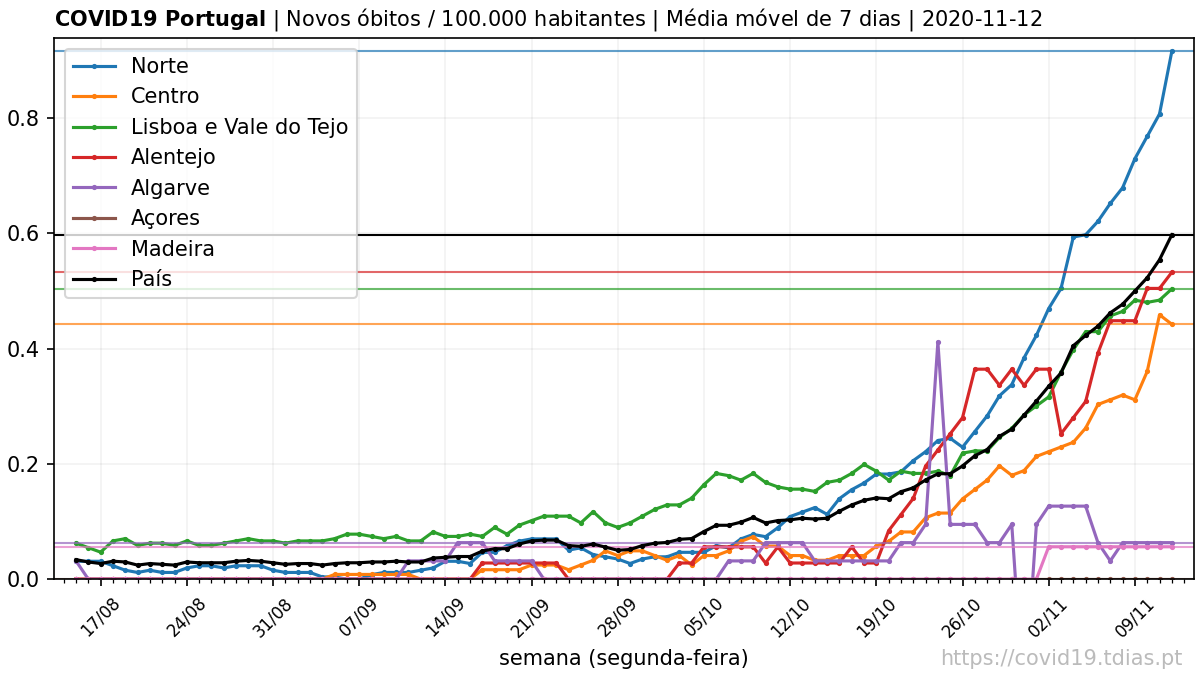 COVID19 Portugal | Novos óbitos / 100.000 habitantes | Média móvel de 7 dias | 2020-11-12
Norte
Centro
Lisboa e Vale do Tejo
Alentejo
Algarve
Açores
Madeira
País
0.8
0.6
0.4
0.2
0.0
17/08
24/08
31/08
07/09
14/09
21/09
28/09
05/10
12/10
19/10
26/10
02/11
09/11
semana (segunda-feira)
https://covid19.tdias.pt